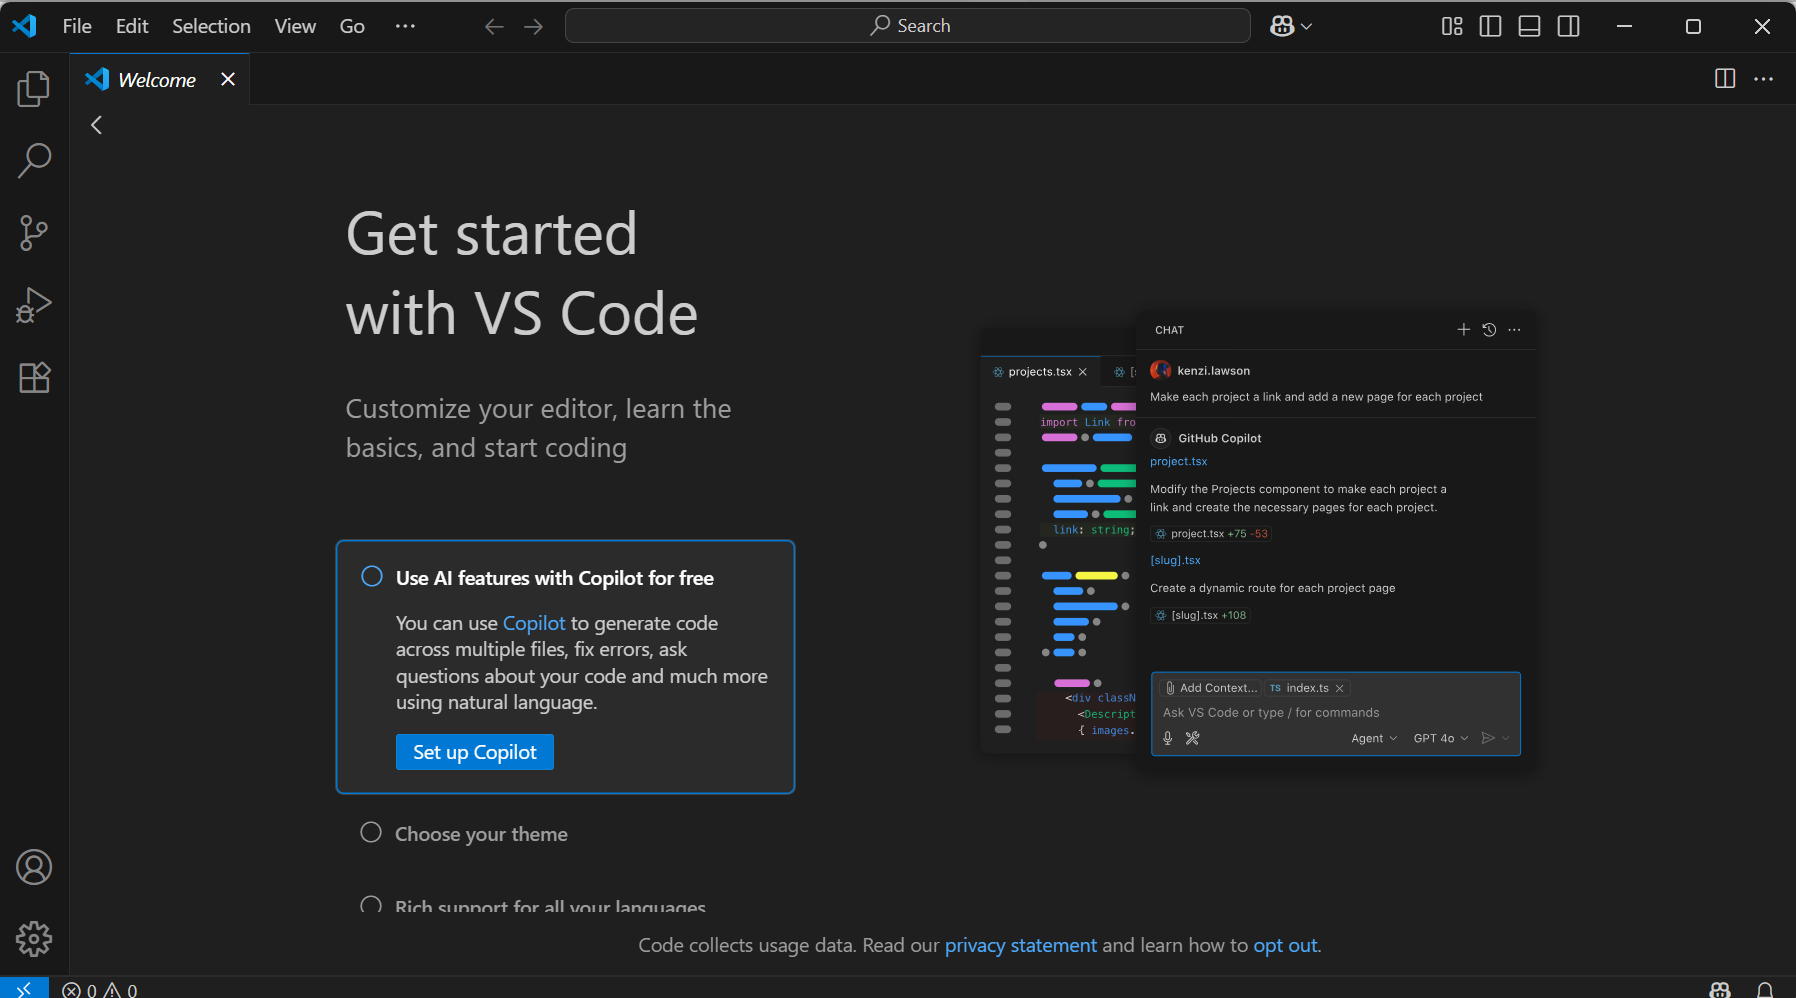 File Edit Selection View Go ··· Search
Welcome
Get started
with VS Code
Customize your editor, learn the
basics, and start coding
Use AI features with Copilot for free
You can use Copilot to generate code
across multiple files, fix errors, ask
questions about your code and much more
using natural language.
Set up Copilot
Choose your theme
Rich support for all your languages
CHAT
projects.tsx
kenzi.lawson
Make each project a link and add a new page for each project
import Link fro
GitHub Copilot
project.tsx
Modify the Projects component to make each project a
link and create the necessary pages for each project.
link: string;
project.tsx +75 -53
[slug].tsx
Create a dynamic route for each project page
[slug].tsx +108
<div classN
<Descript
{ images.
Add Context... TS index.ts
Ask VS Code or type / for commands
Agent GPT 4o
Code collects usage data. Read our privacy statement and learn how to opt out.
0 0